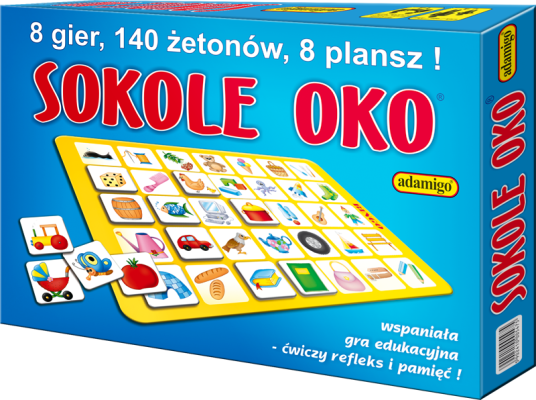 8 gier, 140 żetonów, 8 plansz !
SOKOLE OKO
®
adamigo
wspaniała
gra edukacyjna
- ćwiczy refleks i pamięć !
adamigo
SOKOLE OKO
®